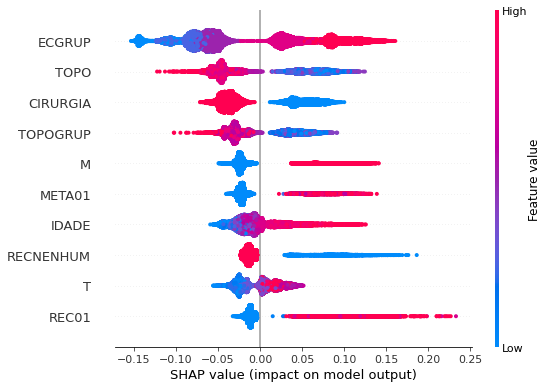 High
ECGRUP
TOPO
CIRURGIA
TOPOGRUP
M
META01
IDADE
RECNENHUM
T
REC01
Feature value
Low
−0.15 −0.10 −0.05 0.00 0.05 0.10 0.15 0.20 0.25
SHAP value (impact on model output)